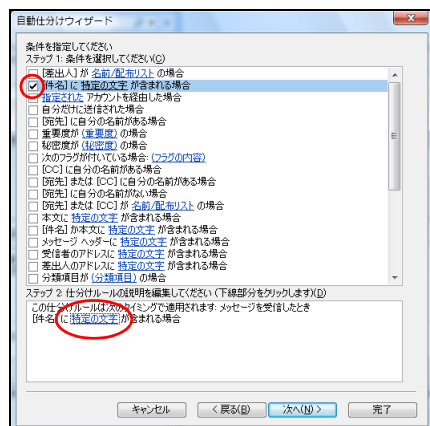 自動仕分けウィザード
条件を指定してください
ステップ 1: 条件を選択してください(C)
[差出人] が 名前/配布リスト の場合
[件名] に 特定の文字 が含まれる場合
指定された アカウントを経由した場合
自分だけに送信された場合
[宛先] に自分の名前がある場合
重要度が (重要度) の場合
秘密度が (秘密度) の場合
次のフラグが付いている場合: (フラグの内容)
[CC] に自分の名前がある場合
[宛先] または [CC] に自分の名前がある場合
[宛先] に自分の名前がない場合
[宛先] または [CC] が 名前/配布リスト の場合
本文に 特定の文字 が含まれる場合
[件名] か本文に 特定の文字 が含まれる場合
メッセージ ヘッダーに 特定の文字 が含まれる場合
受信者のアドレスに 特定の文字 が含まれる場合
差出人のアドレスに 特定の文字 が含まれる場合
分類項目が (分類項目) の場合
ステップ 2: 仕分けルールの説明を編集してください (下線部分をクリックします)(D)
この仕分けルールは次のタイミングで適用されます: メッセージを受信したとき
[件名] に 特定の文字 が含まれる場合
キャンセル < 戻る(B) 次へ(N) > 完了